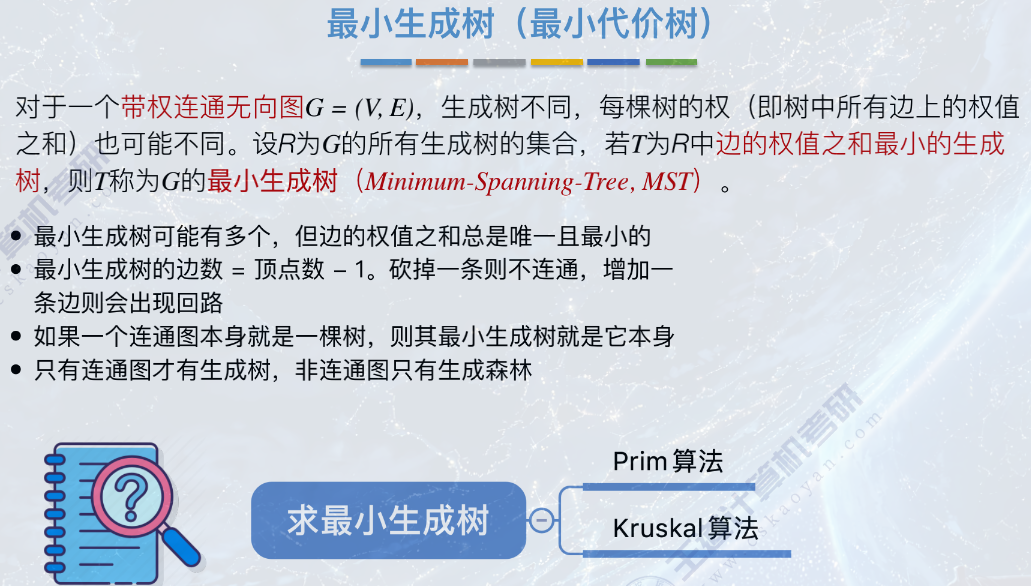 最小生成树（最小代价树）
对于一个带权连通无向图G = (V, E)，生成树不同，每棵树的权（即树中所有边上的权值
之和）也可能不同。设R为G的所有生成树的集合，若T为R中边的权值之和最小的生成
树，则T称为G的最小生成树（Minimum-Spanning-Tree, MST）。
• 最小生成树可能有多个，但边的权值之和总是唯一且最小的
• 最小生成树的边数 = 顶点数 – 1。砍掉一条则不连通，增加一
条边则会出现回路
• 如果一个连通图本身就是一棵树，则其最小生成树就是它本身
• 只有连通图才有生成树，非连通图只有生成森林
?
求最小生成树
Prim 算法
Kruskal 算法